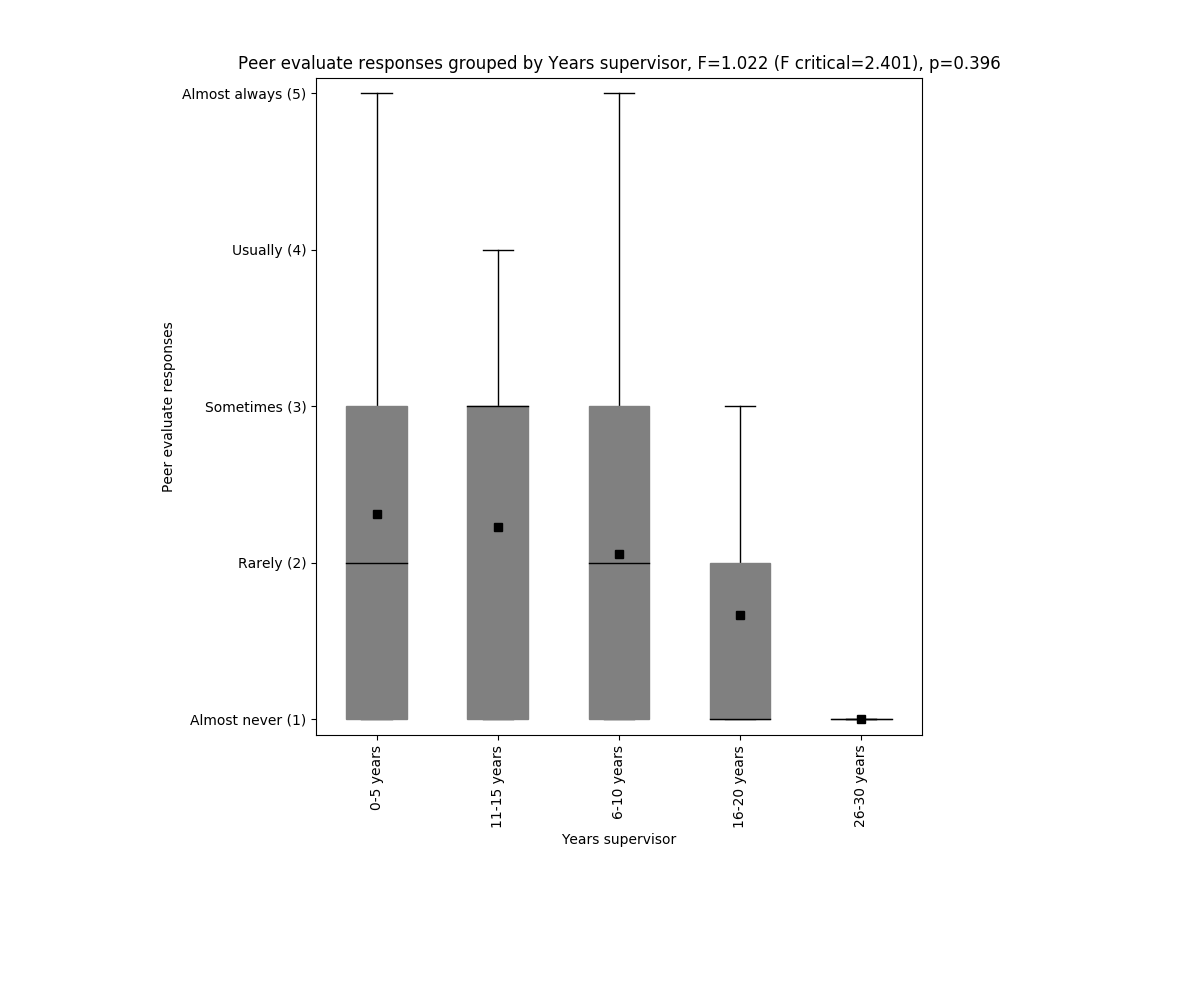 Peer evaluate responses grouped by Years supervisor, F=1.022 (F critical=2.401), p=0.396
Almost always (5)
Usually (4)
Sometimes (3)
Rarely (2)
Almost never (1)
Peer evaluate responses
0-5 years
11-15 years
6-10 years
16-20 years
26-30 years
Years supervisor